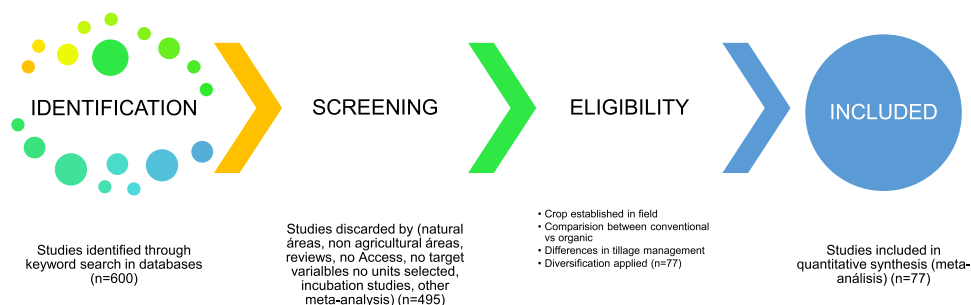 IDENTIFICATION
SCREENING
ELIGIBILITY
INCLUDED
Studies identified through
keyword search in databases
(n=600)
Studies discarded by (natural
áreas, non agricultural áreas,
reviews, no Access, no target
varialbles no units selected,
incubation studies, other
meta-analysis) (n=495)
• Crop established in field
• Comparision between conventional
vs organic
• Differences in tillage management
• Diversification applied (n=77)
Studies included in
quantitative synthesis (meta-
análisis) (n=77)